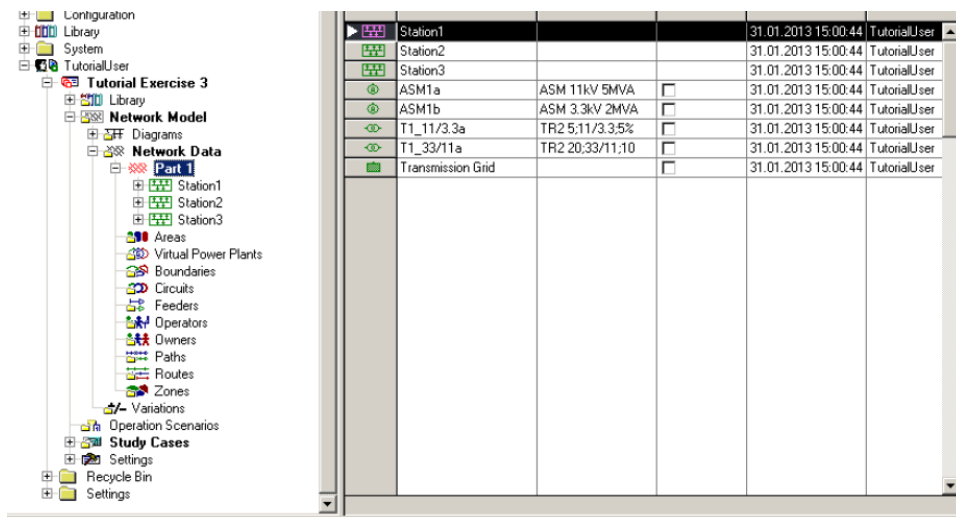 Configuration
Library
System
TutorialUser
Tutorial Exercise 3
Library
Network Model
Diagrams
Network Data
Part 1
Station1
Station2
Station3
Areas
Virtual Power Plants
Boundaries
Circuits
Feeders
Operators
Owners
Paths
Routes
Zones
+/- Variations
Operation Scenarios
Study Cases
Settings
Recycle Bin
Settings
Station1 31.01.2013 15:00:44 TutorialUser
Station2 31.01.2013 15:00:44 TutorialUser
Station3 31.01.2013 15:00:44 TutorialUser
ASM1a ASM 11kV 5MVA 31.01.2013 15:00:44 TutorialUser
ASM1b ASM 3.3kV 2MVA 31.01.2013 15:00:44 TutorialUser
T1_11/3.3a TR2 5;11/3.3;5% 31.01.2013 15:00:44 TutorialUser
T1_33/11a TR2 20;33/11;10 31.01.2013 15:00:44 TutorialUser
Transmission Grid 31.01.2013 15:00:44 TutorialUser